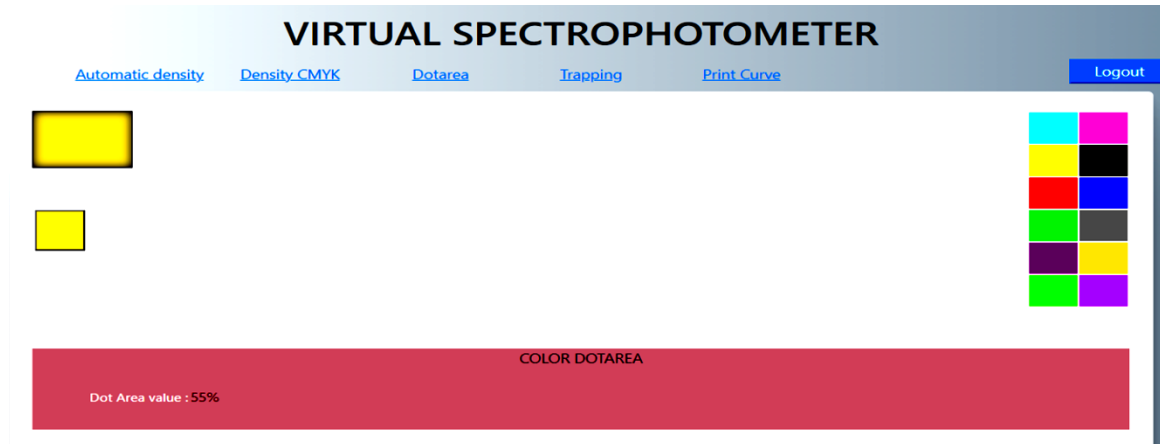 VIRTUAL SPECTROPHOTOMETER
Automatic density Density CMYK Dotarea Trapping Print Curve Logout
COLOR DOTAREA
Dot Area value : 55%